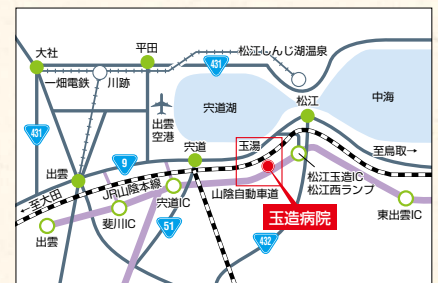 大社
平田
松江しんじ湖温泉
431
一畑電鉄
川跡
出雲
空港
宍道湖
松江
中海
431
出雲
9
宍道
玉湯
至鳥取→
←至大田
JR山陰本線
宍道IC
山陰自動車道
松江玉造IC
松江西ランプ
斐川IC
出雲
51
玉造病院
432
東出雲IC